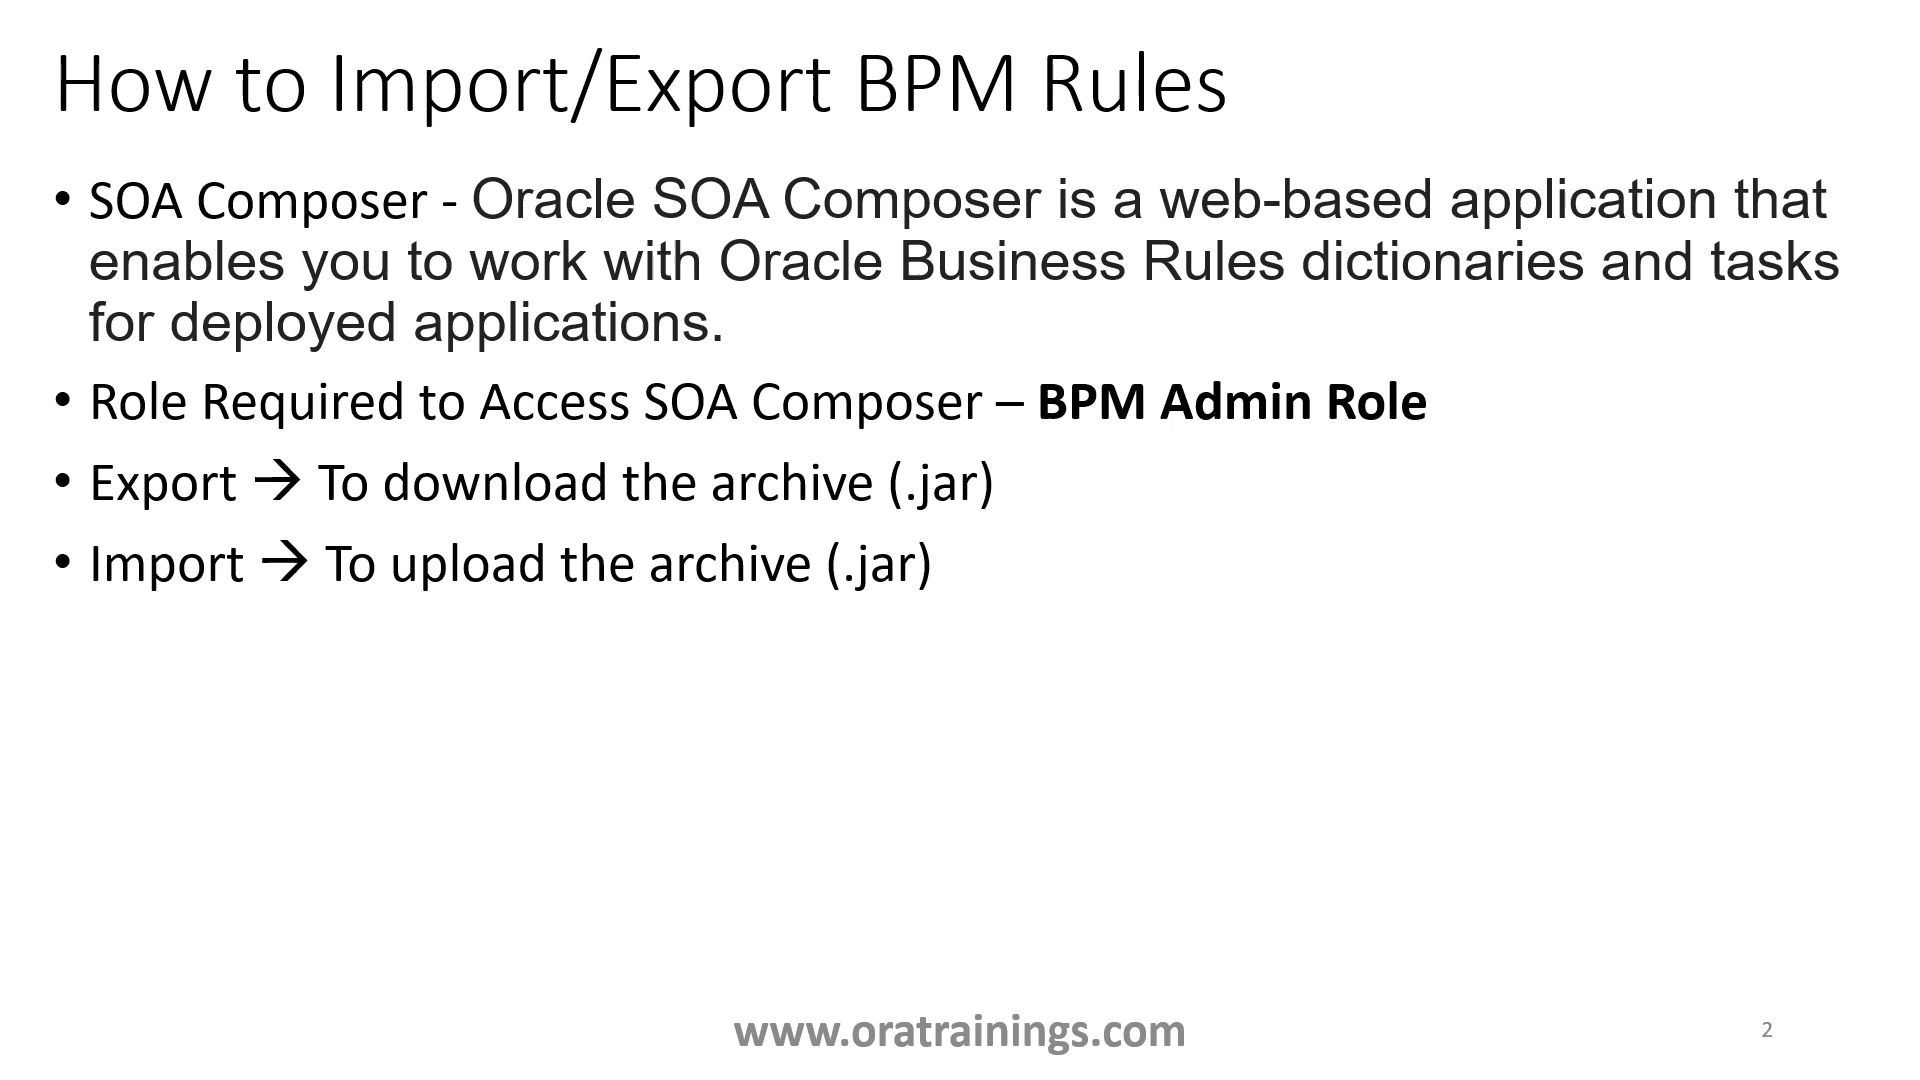 How to Import/Export BPM Rules
• SOA Composer - Oracle SOA Composer is a web-based application that
enables you to work with Oracle Business Rules dictionaries and tasks
for deployed applications.
• Role Required to Access SOA Composer – BPM Admin Role
• Export → To download the archive (.jar)
• Import → To upload the archive (.jar)
www.oratrainings.com
2